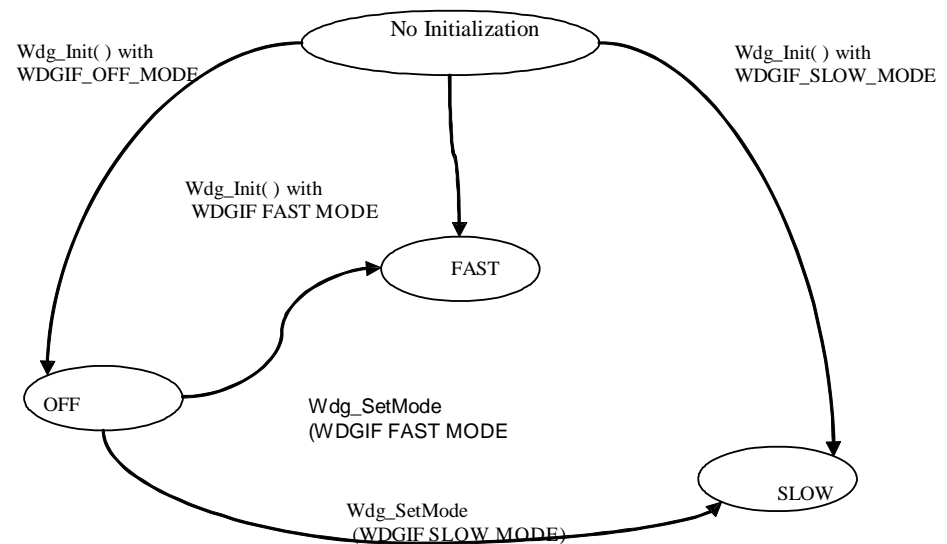 No Initialization
Wdg_Init( ) with
WDGIF_OFF_MODE
Wdg_Init( ) with
WDGIF_SLOW_MODE
Wdg_Init( ) with
WDGIF FAST MODE
FAST
OFF
Wdg_SetMode
(WDGIF FAST MODE
SLOW
Wdg_SetMode
(WDGIF SLOW MODE)